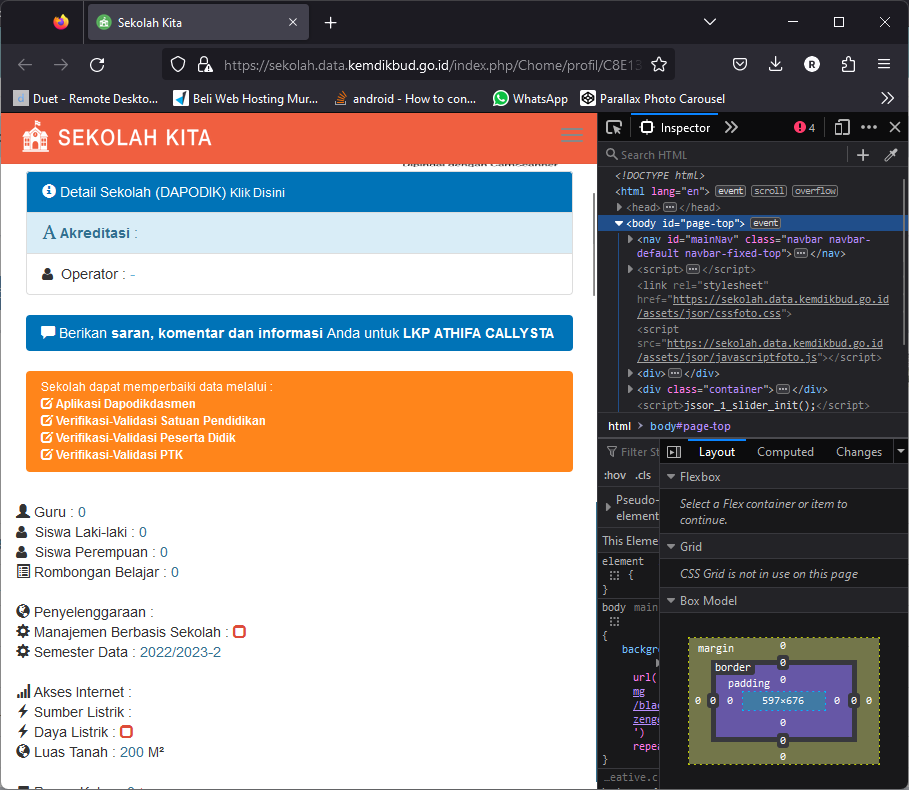 Sekolah Kita
https://sekolah.data.kemdikbud.go.id/index.php/Chome/profil/C8E13
Duet - Remote Deskto...
Beli Web Hosting Mur...
android - How to con...
WhatsApp
Parallax Photo Carousel
SEKOLAH KITA
Detail Sekolah (DAPODIK) Klik Disini
Akreditasi :
Operator : -
Berikan saran, komentar dan informasi Anda untuk LKP ATHIFA CALLYSTA
Sekolah dapat memperbaiki data melalui :
Aplikasi Dapodikdasmen
Verifikasi-Validasi Satuan Pendidikan
Verifikasi-Validasi Peserta Didik
Verifikasi-Validasi PTK
Guru : 0
Siswa Laki-laki : 0
Siswa Perempuan : 0
Rombongan Belajar : 0
Penyelenggaraan :
Manajemen Berbasis Sekolah :
Semester Data : 2022/2023-2
Akses Internet :
Sumber Listrik :
Daya Listrik :
Luas Tanah : 200 M²
Inspector
4
Search HTML
<!DOCTYPE html>
<html lang="en"> event scroll overflow
<head> </head>
<body id="page-top"> event
<nav id="mainNav" class="navbar navbar-
default navbar-fixed-top"> </nav>
<script> </script>
<link rel="stylesheet"
href="https://sekolah.data.kemdikbud.go.id
/assets/jsor/cssfoto.css">
<script
src="https://sekolah.data.kemdikbud.go.id
/assets/jsor/javascriptfoto.js"></script>
<div> </div>
<div class="container"> </div>
<script>jssor_1_slider_init();</script>
html > body#page-top
Filter St
:hov .cls
Pseudo-
element
This Eleme
element
{
}
body main
{
backgro
url(
mg
/bla
zeng
')
repe
}
…eative.c
Layout
Computed
Changes
Flexbox
Select a Flex container or item to
continue.
Grid
CSS Grid is not in use on this page
Box Model
margin 0
border 0
padding 0
0 0 0 597×676 0 0 0
0
0
0